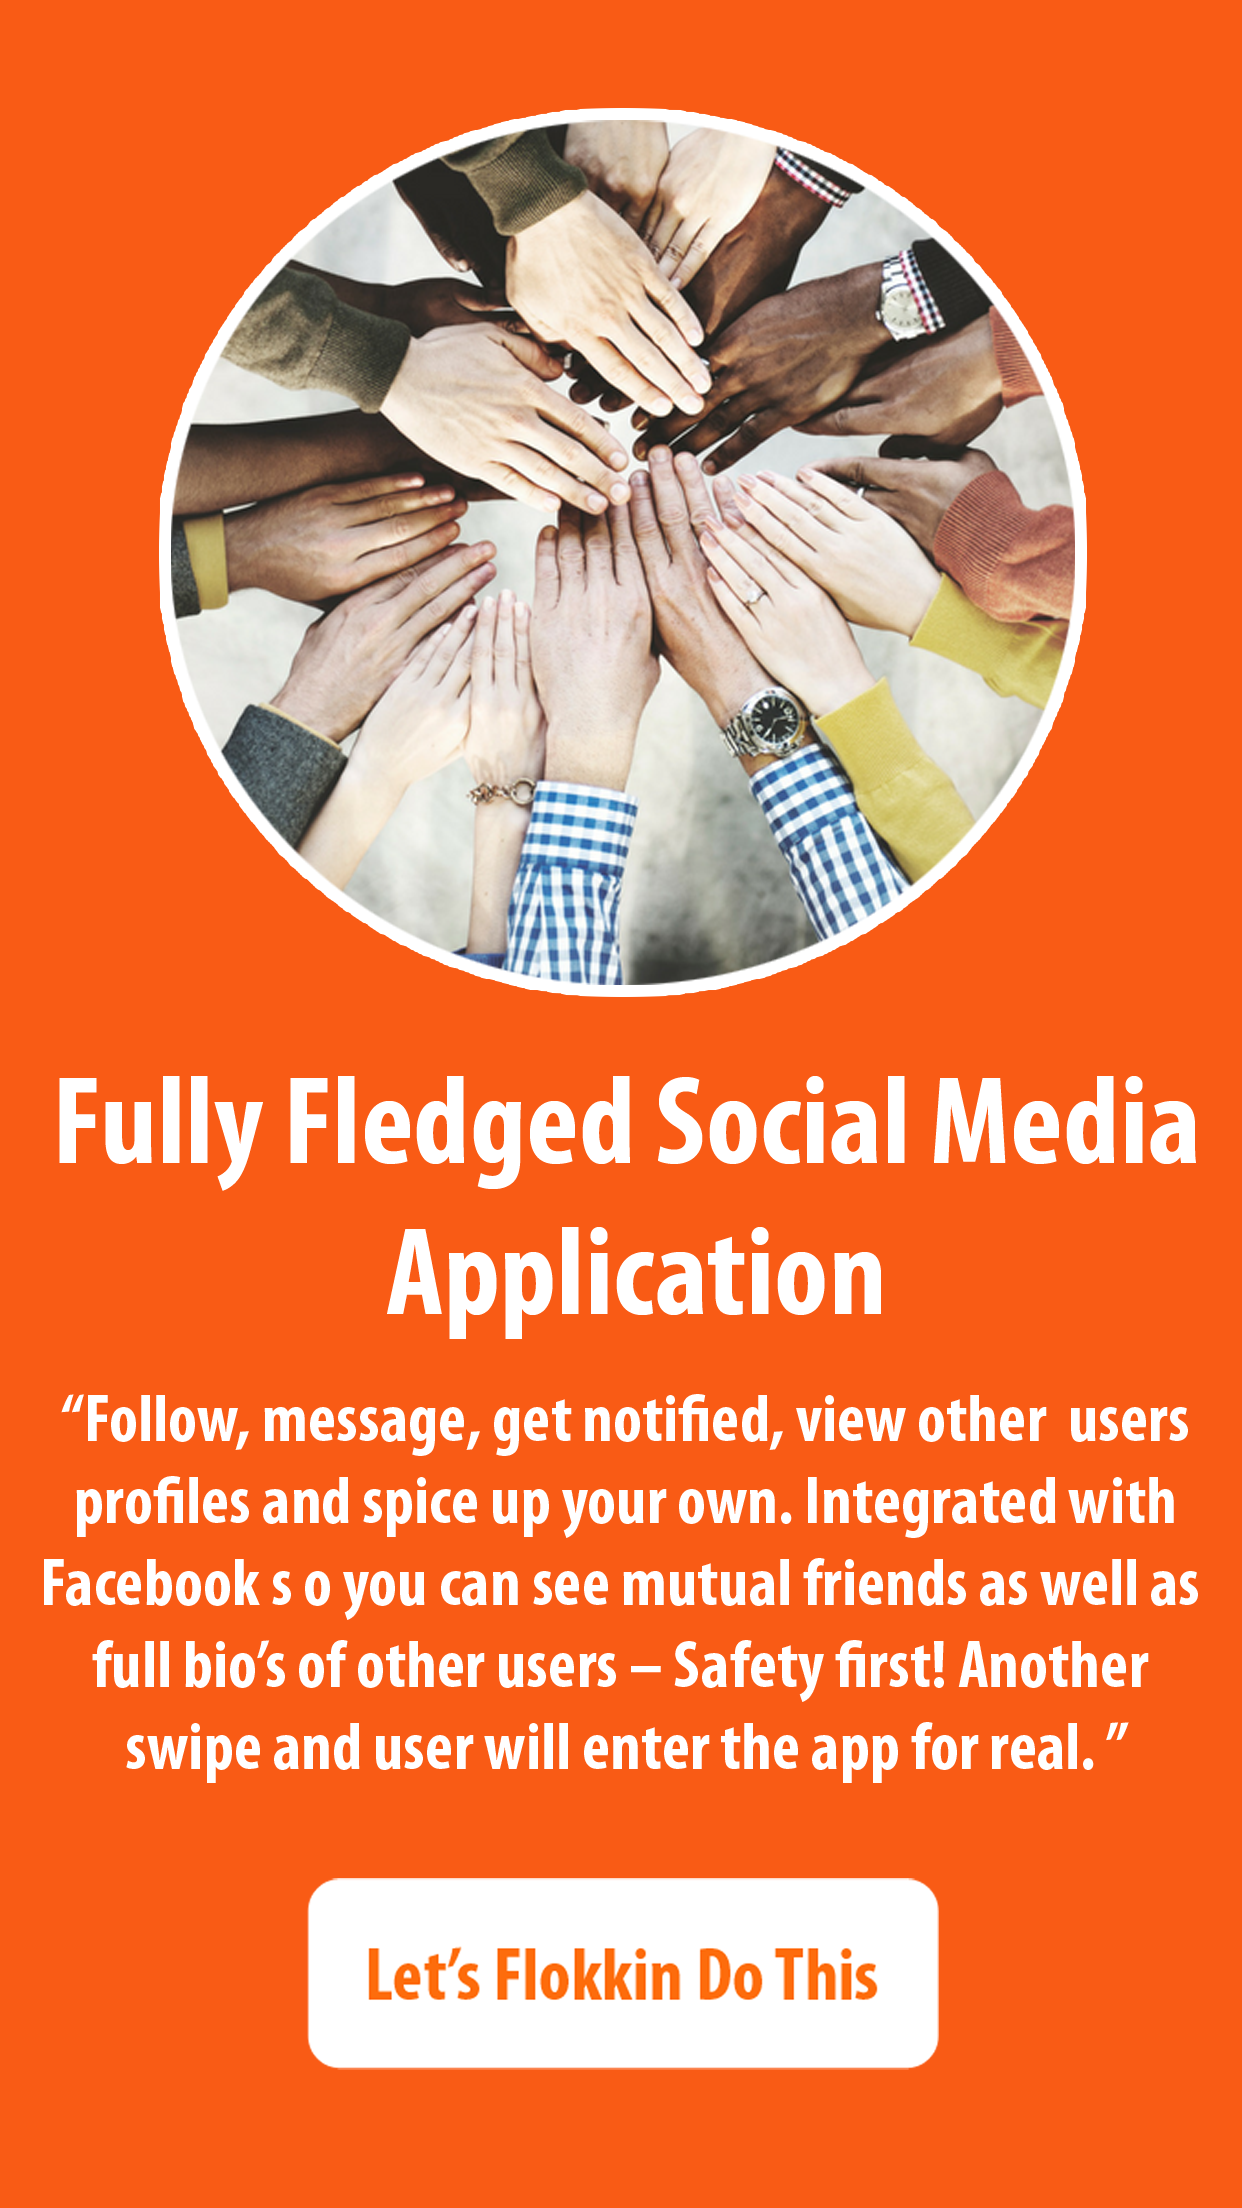 Fully Fledged Social Media
Application
“Follow, message, get notified, view other  users
profiles and spice up your own. Integrated with
Facebook s o you can see mutual friends as well as
full bio’s of other users – Safety first! Another
swipe and user will enter the app for real. ”
Let’s Flokkin Do This